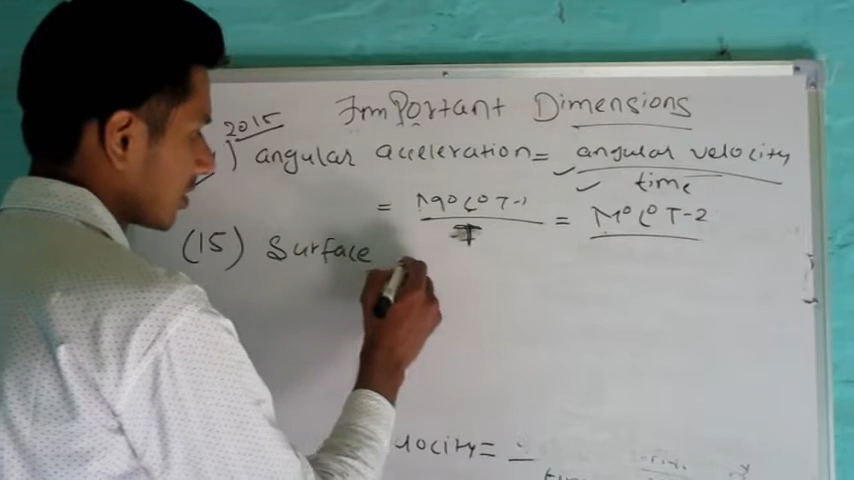 Important Dimensions
2015
) angular acceleration = angular velocity
time
= M⁰L⁰T-1 = M⁰L⁰T-2
T
(15) Surface
locity =